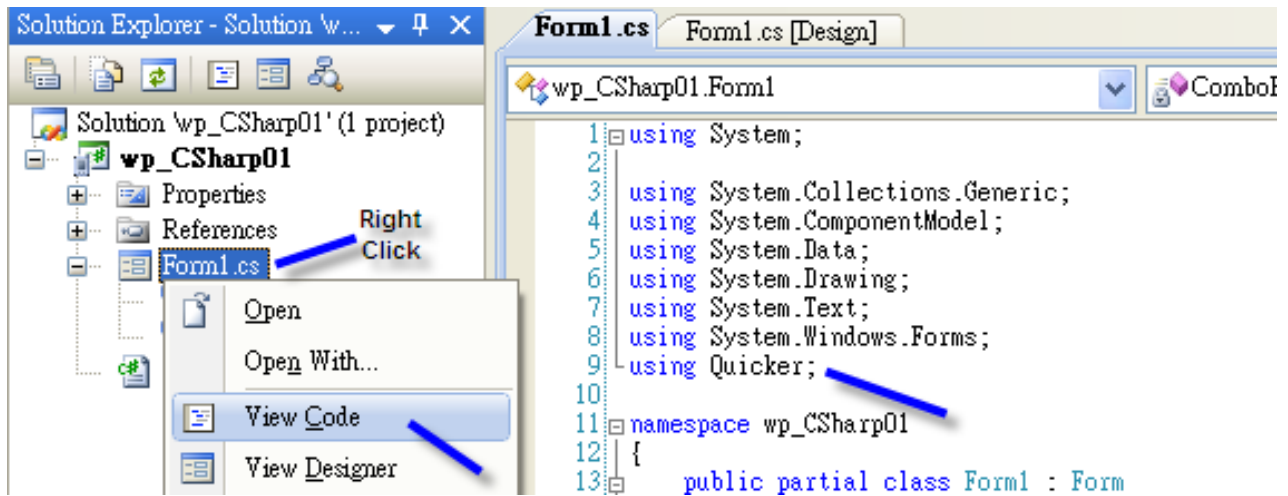 Solution Explorer - Solution 'w...
Solution 'wp_CSharp01' (1 project)
wp_CSharp01
Properties
References
Form1.cs
Right
Click
Open
Open With...
View Code
View Designer
Form1.cs
Form1.cs [Design]
wp_CSharp01.Form1
1 using System;
2
3 using System.Collections.Generic;
4 using System.ComponentModel;
5 using System.Data;
6 using System.Drawing;
7 using System.Text;
8 using System.Windows.Forms;
9 using Quicker;
10
11 namespace wp_CSharp01
12 {
13 public partial class Form1 : Form